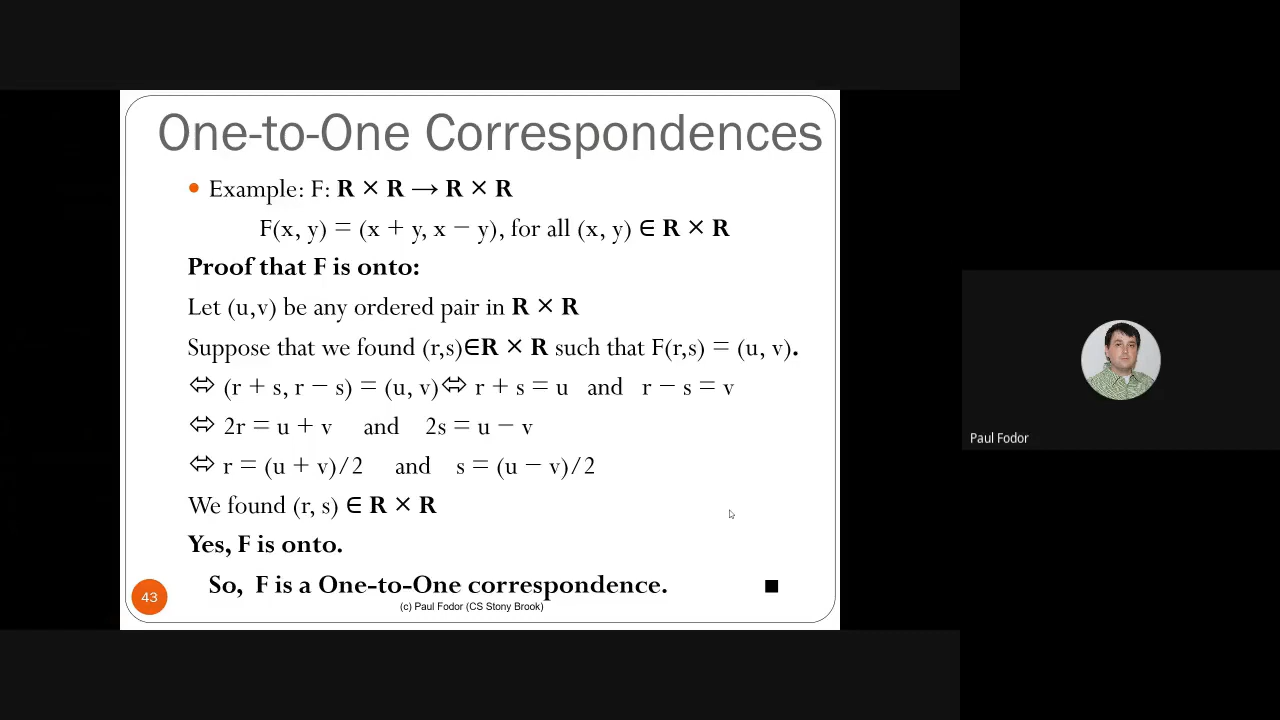 One-to-One Correspondences
• Example: F: R × R → R × R
F(x, y) = (x + y, x − y), for all (x, y) ∈ R × R
Proof that F is onto:
Let (u,v) be any ordered pair in R × R
Suppose that we found (r,s)∈R × R such that F(r,s) = (u, v).
⇔ (r + s, r − s) = (u, v)⇔ r + s = u and r − s = v
⇔ 2r = u + v and 2s = u − v
⇔ r = (u + v)/2 and s = (u − v)/2
We found (r, s) ∈ R × R
Yes, F is onto.
So, F is a One-to-One correspondence. ■
43
(c) Paul Fodor (CS Stony Brook)
Paul Fodor